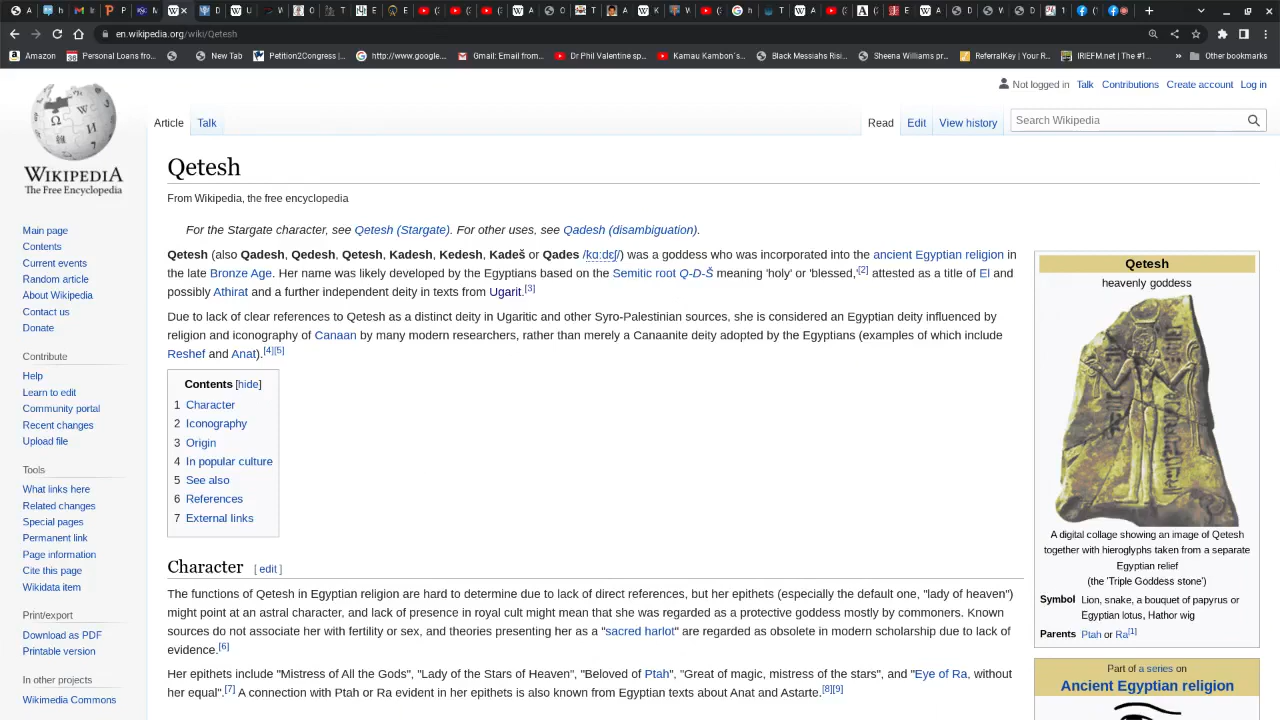 en.wikipedia.org/wiki/Qetesh
Amazon
Personal Loans fro...
New Tab
Petition2Congress |...
http://www.google....
Gmail: Email from...
Dr Phil Valentine sp...
Kamau Kambon´s...
Black Messiahs Risi...
Sheena Williams pr...
ReferralKey | Your R...
IRIEFM.net | The #1...
»
Other bookmarks
Not logged in Talk Contributions Create account Log in
Article Talk Read Edit View history Search Wikipedia
WIKIPEDIA
The Free Encyclopedia
Main page
Contents
Current events
Random article
About Wikipedia
Contact us
Donate
Contribute
Help
Learn to edit
Community portal
Recent changes
Upload file
Tools
What links here
Related changes
Special pages
Permanent link
Page information
Cite this page
Wikidata item
Print/export
Download as PDF
Printable version
In other projects
Wikimedia Commons
Qetesh
From Wikipedia, the free encyclopedia
For the Stargate character, see Qetesh (Stargate). For other uses, see Qadesh (disambiguation).
Qetesh (also Qadesh, Qedesh, Qetesh, Kadesh, Kedesh, Kadeš or Qades /kɑːdɛʃ/) was a goddess who was incorporated into the ancient Egyptian religion in
the late Bronze Age. Her name was likely developed by the Egyptians based on the Semitic root Q-D-Š meaning 'holy' or 'blessed,'[2] attested as a title of El and
possibly Athirat and a further independent deity in texts from Ugarit.[3]
Due to lack of clear references to Qetesh as a distinct deity in Ugaritic and other Syro-Palestinian sources, she is considered an Egyptian deity influenced by
religion and iconography of Canaan by many modern researchers, rather than merely a Canaanite deity adopted by the Egyptians (examples of which include
Reshef and Anat).[4][5]
Contents [hide]
1 Character
2 Iconography
3 Origin
4 In popular culture
5 See also
6 References
7 External links
Character [ edit ]
The functions of Qetesh in Egyptian religion are hard to determine due to lack of direct references, but her epithets (especially the default one, "lady of heaven")
might point at an astral character, and lack of presence in royal cult might mean that she was regarded as a protective goddess mostly by commoners. Known
sources do not associate her with fertility or sex, and theories presenting her as a "sacred harlot" are regarded as obsolete in modern scholarship due to lack of
evidence.[6]
Her epithets include "Mistress of All the Gods", "Lady of the Stars of Heaven", "Beloved of Ptah", "Great of magic, mistress of the stars", and "Eye of Ra, without
her equal".[7] A connection with Ptah or Ra evident in her epithets is also known from Egyptian texts about Anat and Astarte.[8][9]
Qetesh
heavenly goddess
A digital collage showing an image of Qetesh
together with hieroglyphs taken from a separate
Egyptian relief
(the 'Triple Goddess stone')
Symbol Lion, snake, a bouquet of papyrus or
Egyptian lotus, Hathor wig
Parents Ptah or Ra[1]
Part of a series on
Ancient Egyptian religion